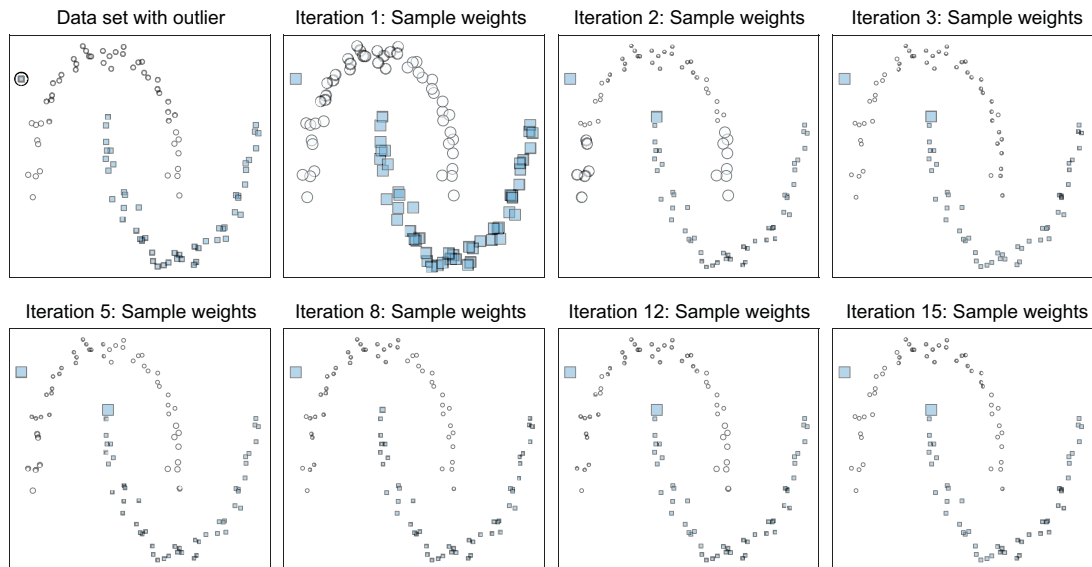 Data set with outlier
Iteration 1: Sample weights
Iteration 2: Sample weights
Iteration 3: Sample weights
Iteration 5: Sample weights
Iteration 8: Sample weights
Iteration 12: Sample weights
Iteration 15: Sample weights